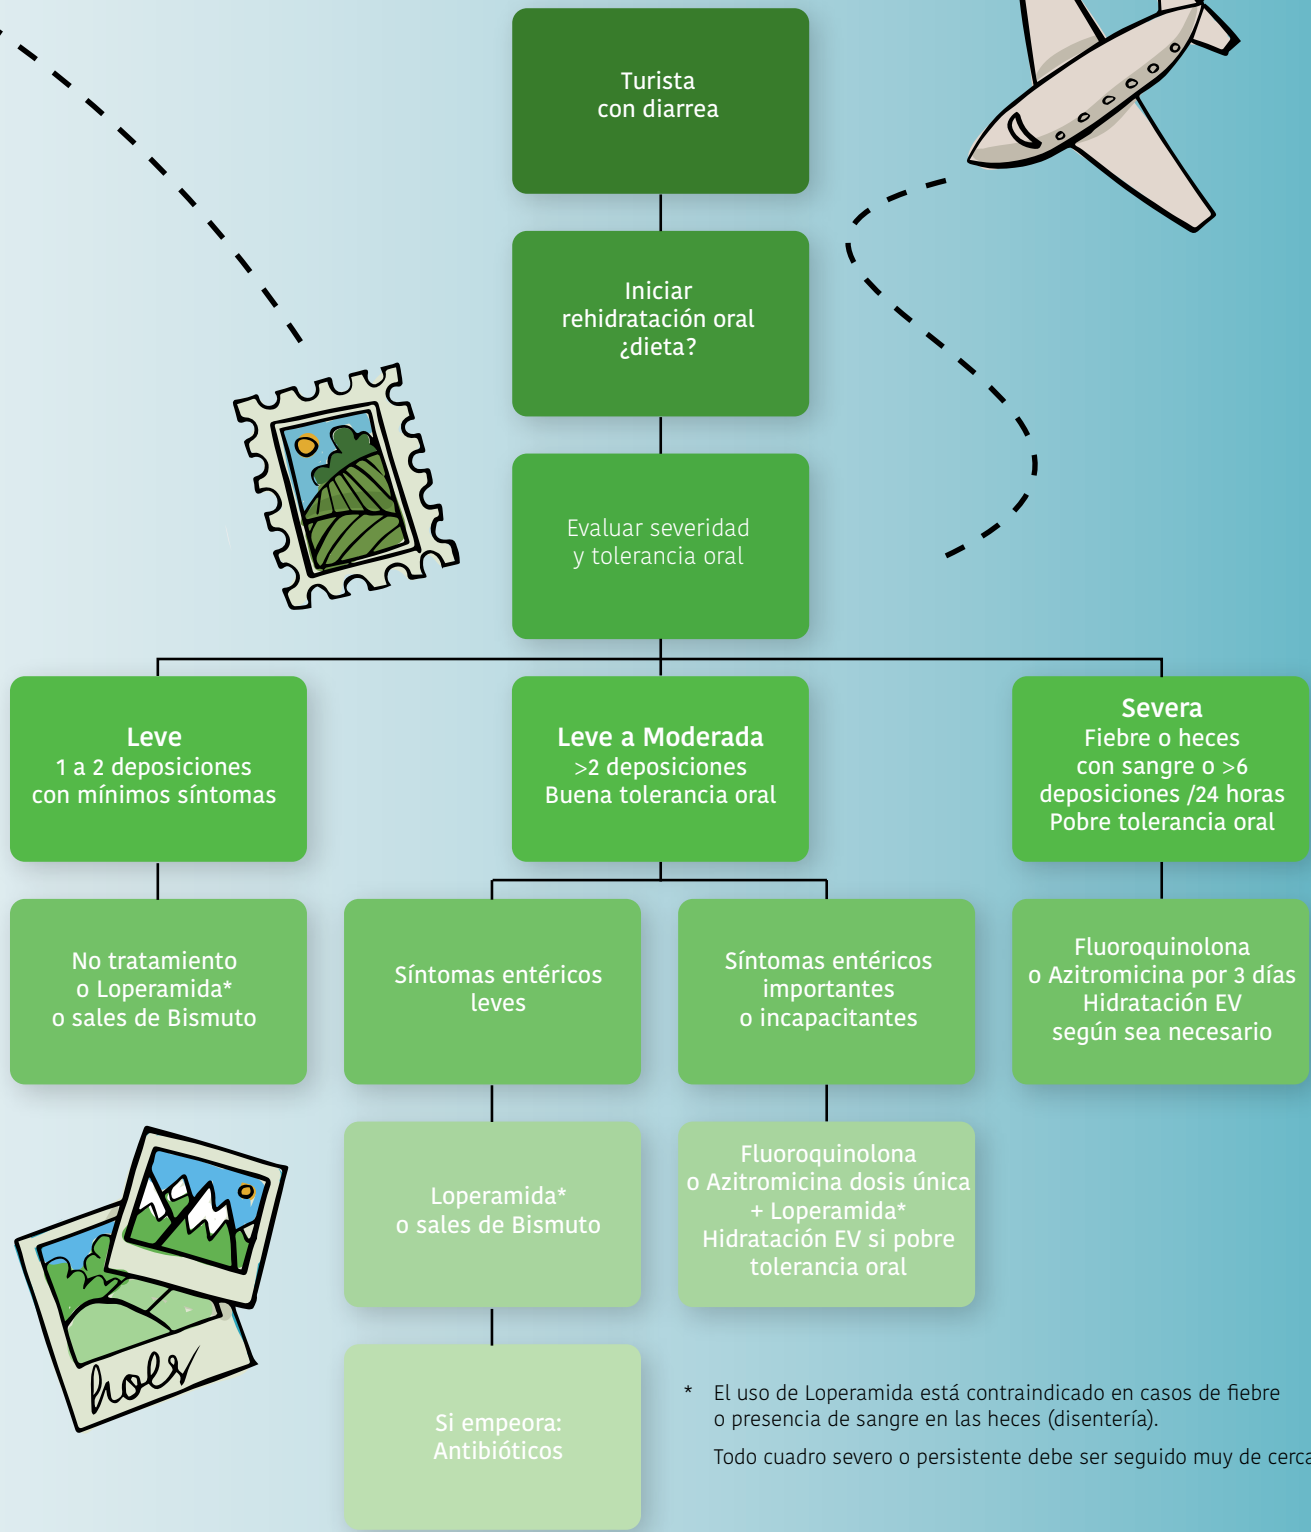 Turista
con diarrea
Iniciar
rehidratación oral
¿dieta?
Evaluar severidad
y tolerancia oral
Leve
1 a 2 deposiciones
con mínimos síntomas
Leve a Moderada
>2 deposiciones
Buena tolerancia oral
Severa
Fiebre o heces
con sangre o >6
deposiciones /24 horas
Pobre tolerancia oral
No tratamiento
o Loperamida*
o sales de Bismuto
Síntomas entéricos
leves
Síntomas entéricos
importantes
o incapacitantes
Fluoroquinolona
o Azitromicina por 3 días
Hidratación EV
según sea necesario
Loperamida*
o sales de Bismuto
Fluoroquinolona
o Azitromicina dosis única
+ Loperamida*
Hidratación EV si pobre
tolerancia oral
Si empeora:
Antibióticos
* El uso de Loperamida está contraindicado en casos de fiebre
o presencia de sangre en las heces (disentería).
Todo cuadro severo o persistente debe ser seguido muy de cerca